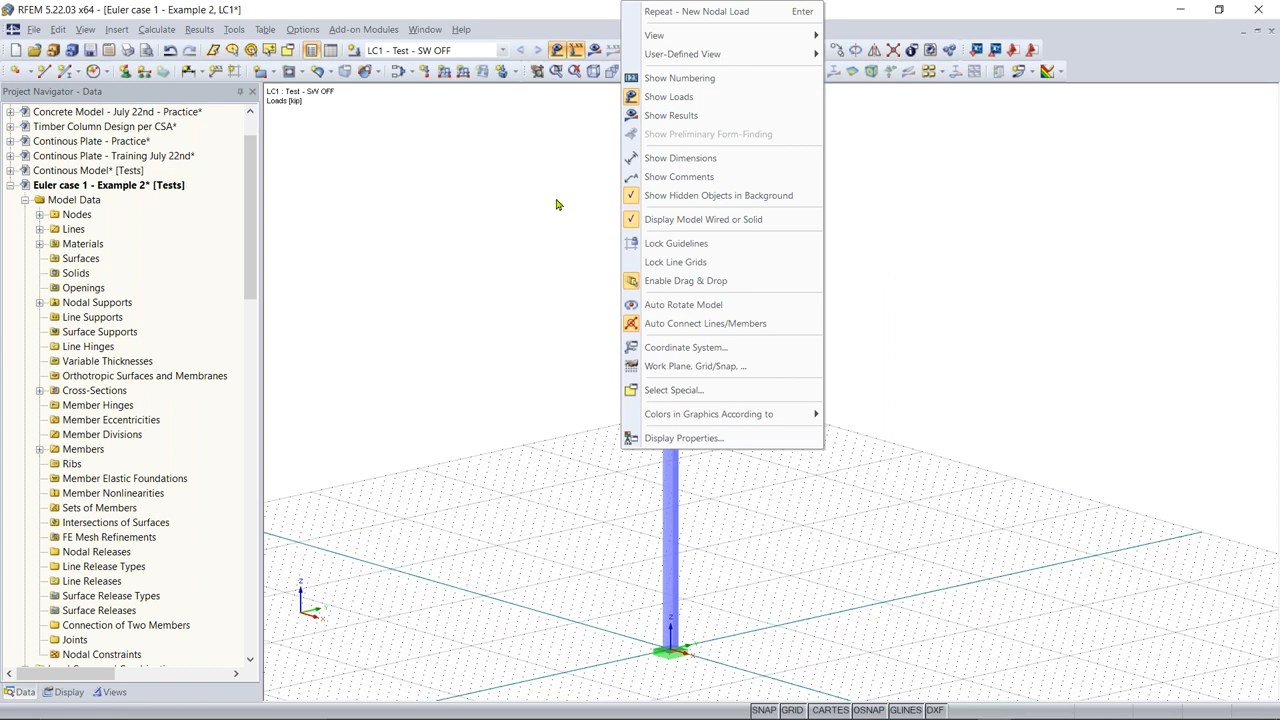 RFEM 5.22.03 x64 - [Euler case 1 - Example 2, LC1*]
File Edit View Insert Calculate Results Tools Table Options Add-on Modules Window Help
LC1 - Test - SW OFF
Project Navigator - Data
Concrete Model - July 22nd - Practice*
Timber Column Design per CSA*
Continous Plate - Practice*
Continous Plate - Training July 22nd*
Continous Model* [Tests]
Euler case 1 - Example 2* [Tests]
Model Data
Nodes
Lines
Materials
Surfaces
Solids
Openings
Nodal Supports
Line Supports
Surface Supports
Line Hinges
Variable Thicknesses
Orthotropic Surfaces and Membranes
Cross-Sections
Member Hinges
Member Eccentricities
Member Divisions
Members
Ribs
Member Elastic Foundations
Member Nonlinearities
Sets of Members
Intersections of Surfaces
FE Mesh Refinements
Nodal Releases
Line Release Types
Line Releases
Surface Release Types
Surface Releases
Connection of Two Members
Joints
Nodal Constraints
Data Display Views
LC1 : Test - SW OFF
Loads [kip]
Repeat - New Nodal Load Enter
View
User-Defined View
Show Numbering
Show Loads
Show Results
Show Preliminary Form-Finding
Show Dimensions
Show Comments
Show Hidden Objects in Background
Display Model Wired or Solid
Lock Guidelines
Lock Line Grids
Enable Drag & Drop
Auto Rotate Model
Auto Connect Lines/Members
Coordinate System...
Work Plane, Grid/Snap, ...
Select Special...
Colors in Graphics According to
Display Properties...
Z
Y
X
Z
Y
X
SNAP GRID CARTES OSNAP GLINES DXF